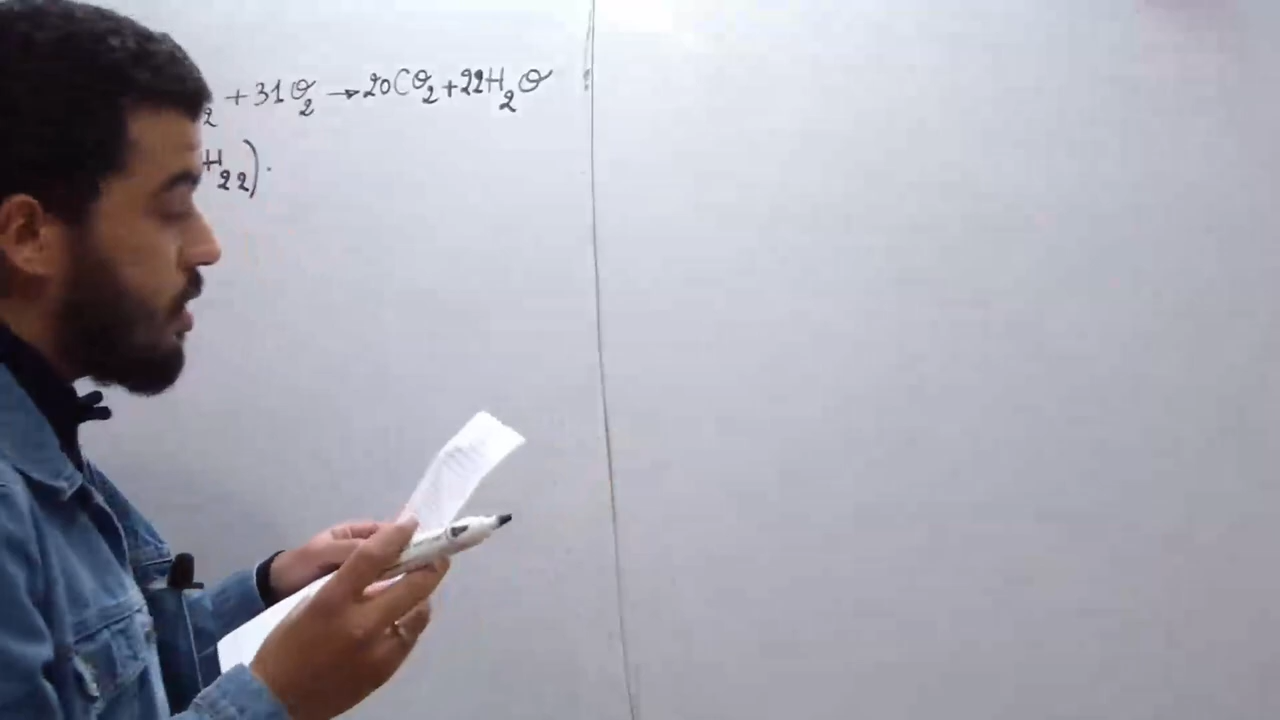 ₂ + 31O₂ → 20CO₂ + 22H₂O
H₂₂).